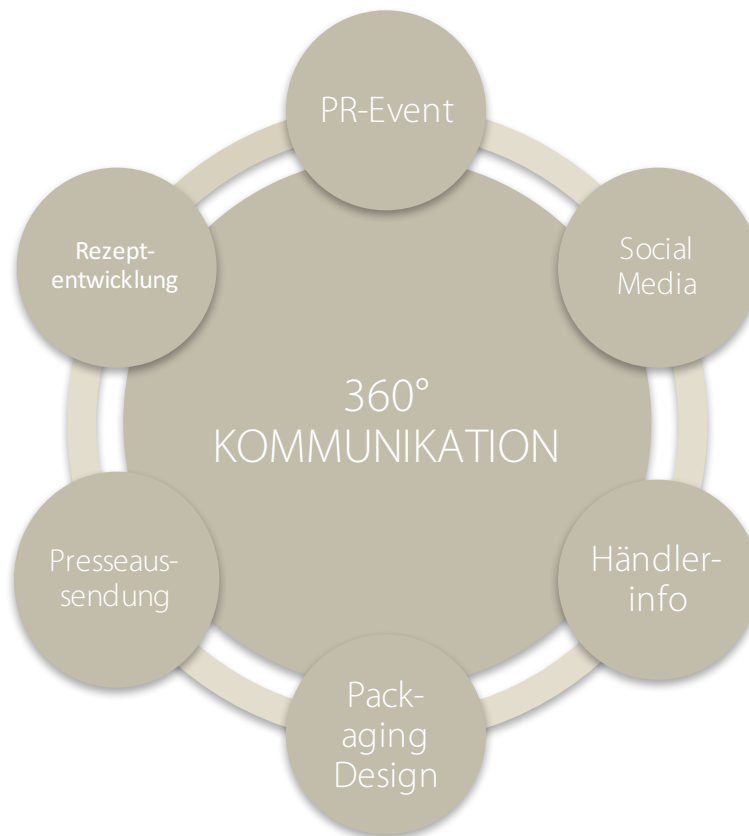 PR-Event
Rezept-
entwicklung
Social
Media
360°
KOMMUNIKATION
Presseaus-
sendung
Händler-
info
Pack-
aging
Design